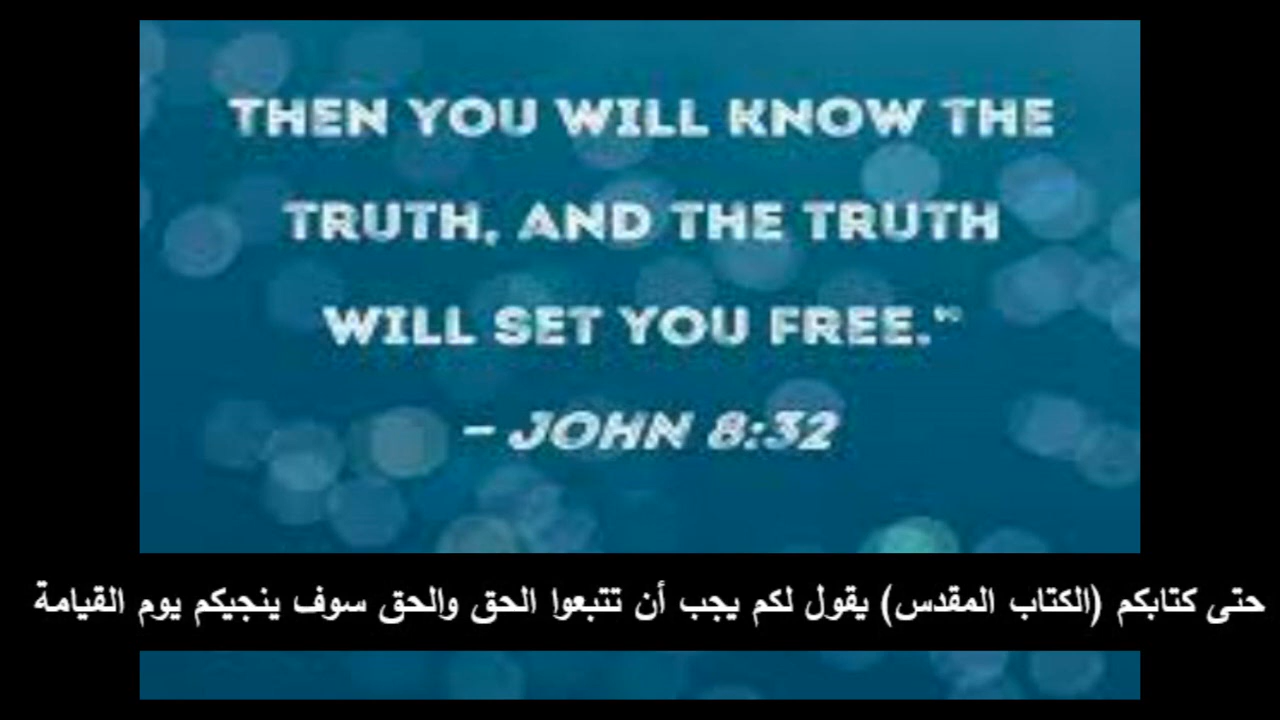 THEN YOU WILL KNOW THE
TRUTH, AND THE TRUTH
WILL SET YOU FREE."
– JOHN 8:32
حتى كتابكم (الكتاب المقدس) يقول لكم يجب أن تتبعوا الحق والحق سوف ينجيكم يوم القيامة